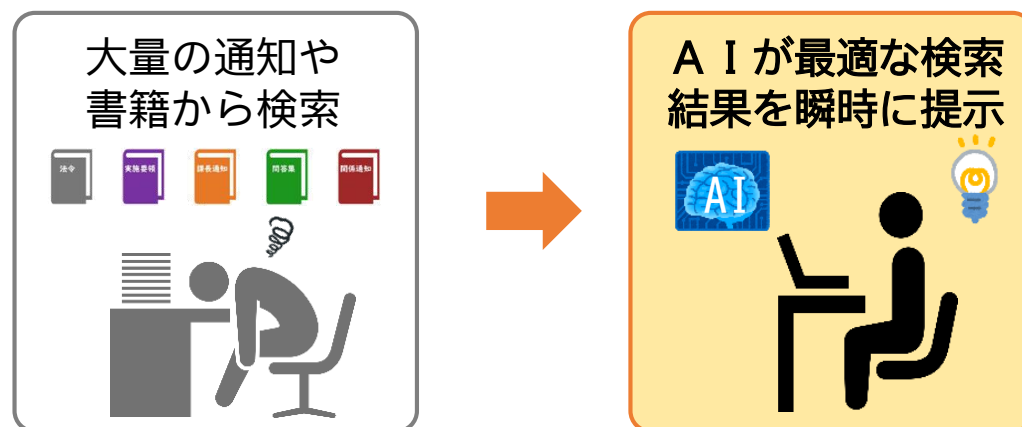 大量の通知や
書籍から検索
法令
実施要領
課長通知
問答集
関係通知
ＡＩが最適な検索
結果を瞬時に提示
AI